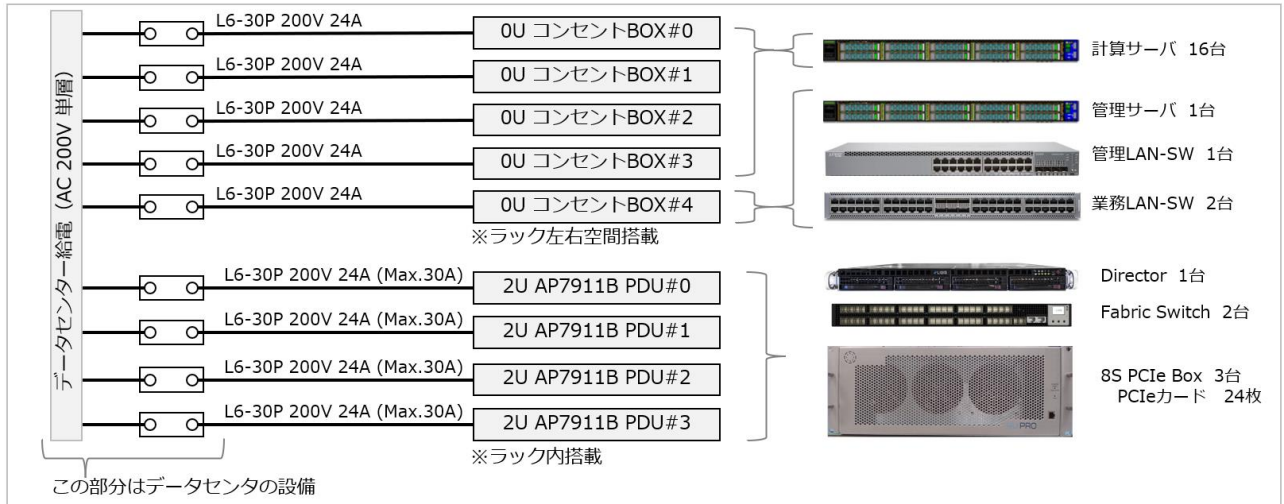 L6-30P 200V 24A
0U コンセントBOX#0
計算サーバ 16台
L6-30P 200V 24A
0U コンセントBOX#1
L6-30P 200V 24A
0U コンセントBOX#2
管理サーバ 1台
L6-30P 200V 24A
0U コンセントBOX#3
管理LAN-SW 1台
L6-30P 200V 24A
0U コンセントBOX#4
業務LAN-SW 2台
※ラック左右空間搭載
データセンター給電（AC 200V 単層）
L6-30P 200V 24A (Max.30A)
2U AP7911B PDU#0
Director 1台
L6-30P 200V 24A (Max.30A)
2U AP7911B PDU#1
Fabric Switch 2台
L6-30P 200V 24A (Max.30A)
2U AP7911B PDU#2
8S PCIe Box 3台
PCIeカード 24枚
L6-30P 200V 24A (Max.30A)
2U AP7911B PDU#3
※ラック内搭載
この部分はデータセンタの設備